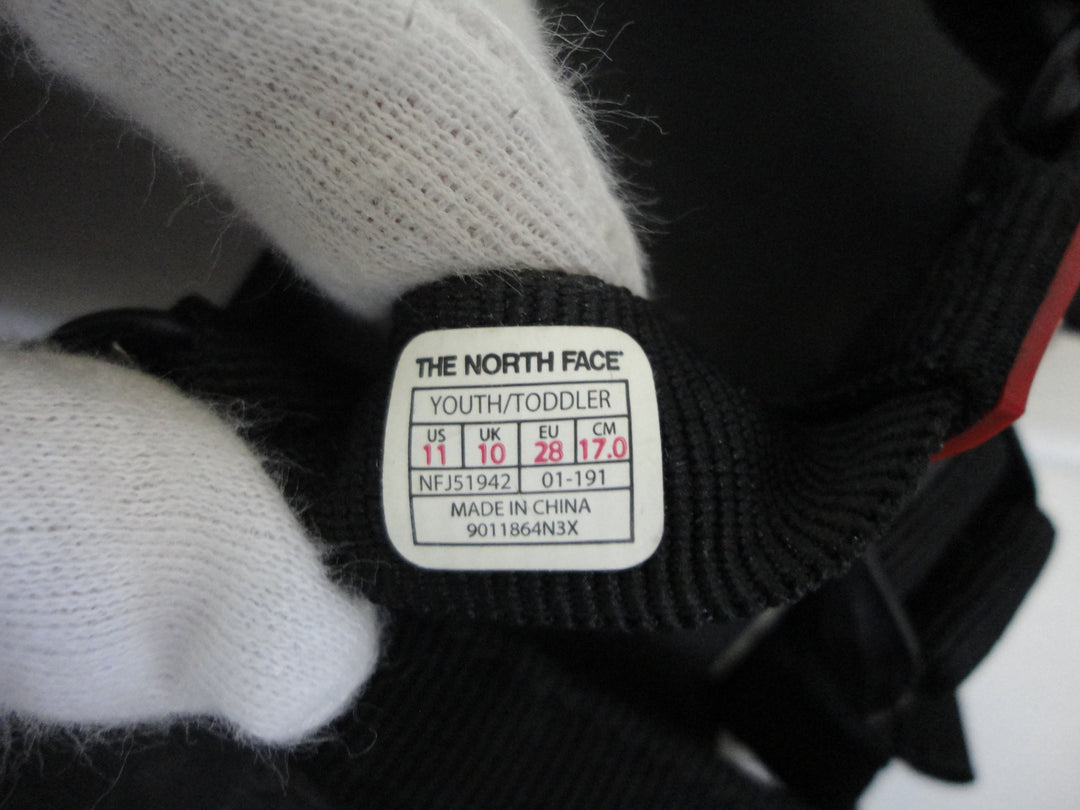 THE NORTH FACE
YOUTH/TODDLER
US UK EU CM
11 10 28 17.0
NFJ51942 01-191
MADE IN CHINA
9011864N3X